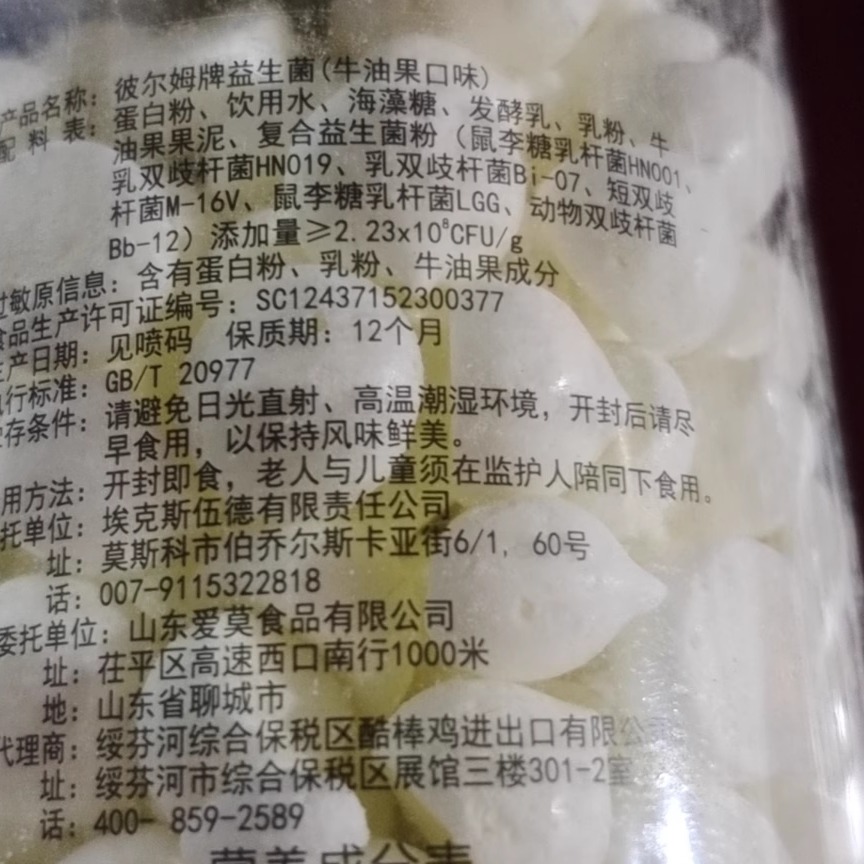 产品名称：彼尔姆牌益生菌(牛油果口味)
配 料 表：蛋白粉、饮用水、海藻糖、发酵乳、乳粉、牛
油果果泥、复合益生菌粉（鼠李糖乳杆菌HN001、
乳双歧杆菌HN019、乳双歧杆菌Bi-07、短双歧
杆菌M-16V、鼠李糖乳杆菌LGG、动物双歧杆菌
Bb-12）添加量≥2.23x10⁸CFU/g
过敏原信息：含有蛋白粉、乳粉、牛油果成分
食品生产许可证编号：SC12437152300377
生产日期：见喷码 保质期：12个月
执行标准：GB/T 20977
贮存条件：请避免日光直射、高温潮湿环境，开封后请尽
早食用，以保持风味鲜美。
用方法：开封即食，老人与儿童须在监护人陪同下食用。
托单位：埃克斯伍德有限责任公司
址：莫斯科市伯乔尔斯卡亚街6/1, 60号
话：007-9115322818
委托单位：山东爱莫食品有限公司
址：茌平区高速西口南行1000米
地：山东省聊城市
代理商：绥芬河综合保税区酷棒鸡进出口有限公司
址：绥芬河市综合保税区展馆三楼301-2室
话：400- 859-2589
营养成分表